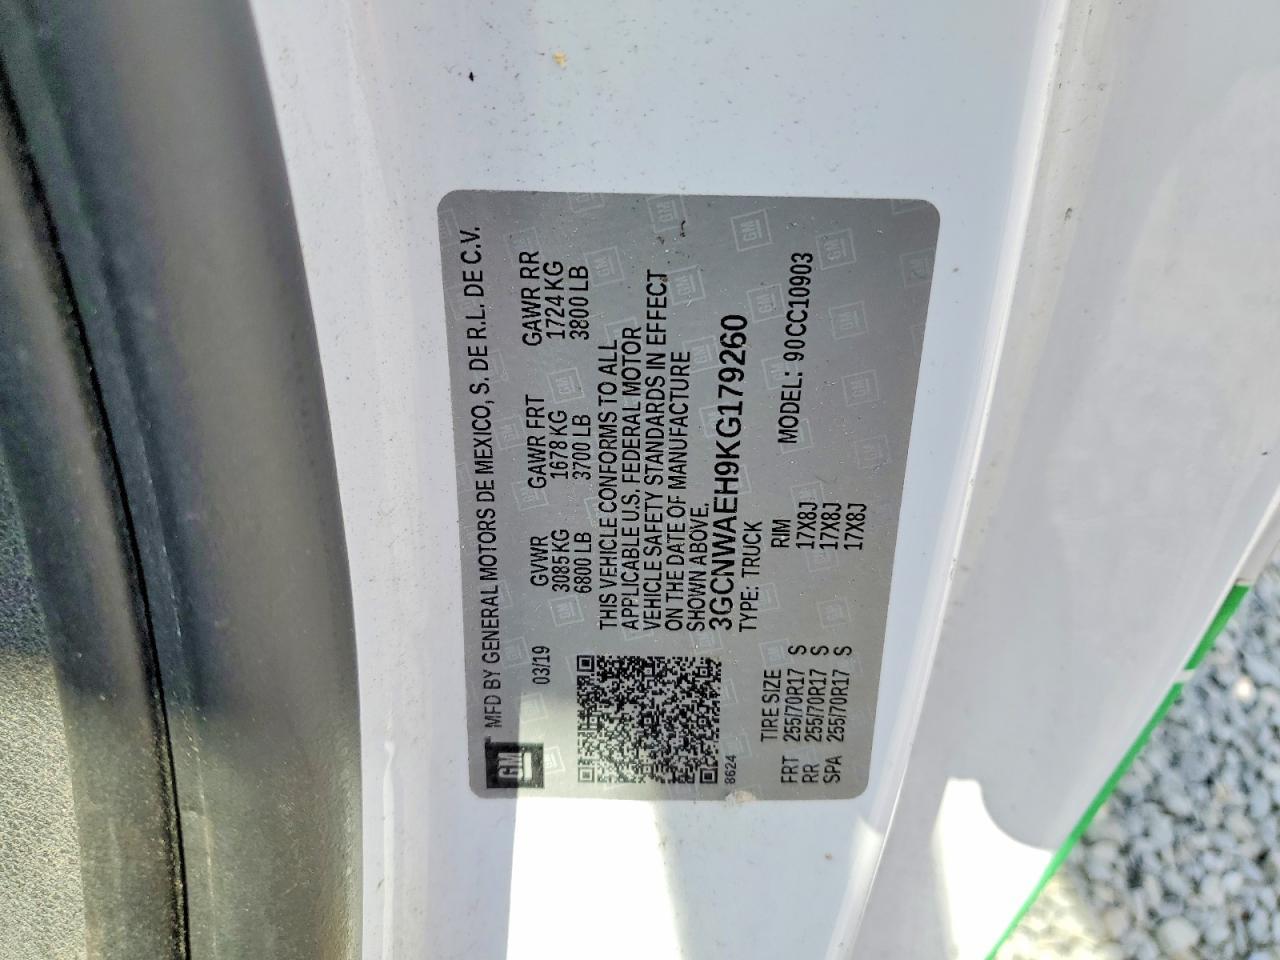 GM™ MFD BY GENERAL MOTORS DE MEXICO, S. DE R.L. DE C.V.
03/19 GVWR GAWR FRT GAWR RR
3085 KG 1678 KG 1724 KG
6800 LB 3700 LB 3800 LB
THIS VEHICLE CONFORMS TO ALL
APPLICABLE U.S. FEDERAL MOTOR
VEHICLE SAFETY STANDARDS IN EFFECT
ON THE DATE OF MANUFACTURE
SHOWN ABOVE.
3GCNWAEH9KG179260
8624 TYPE: TRUCK
TIRE SIZE RIM MODEL: 90CC10903
FRT 255/70R17 S 17X8J
RR 255/70R17 S 17X8J
SPA 255/70R17 S 17X8J